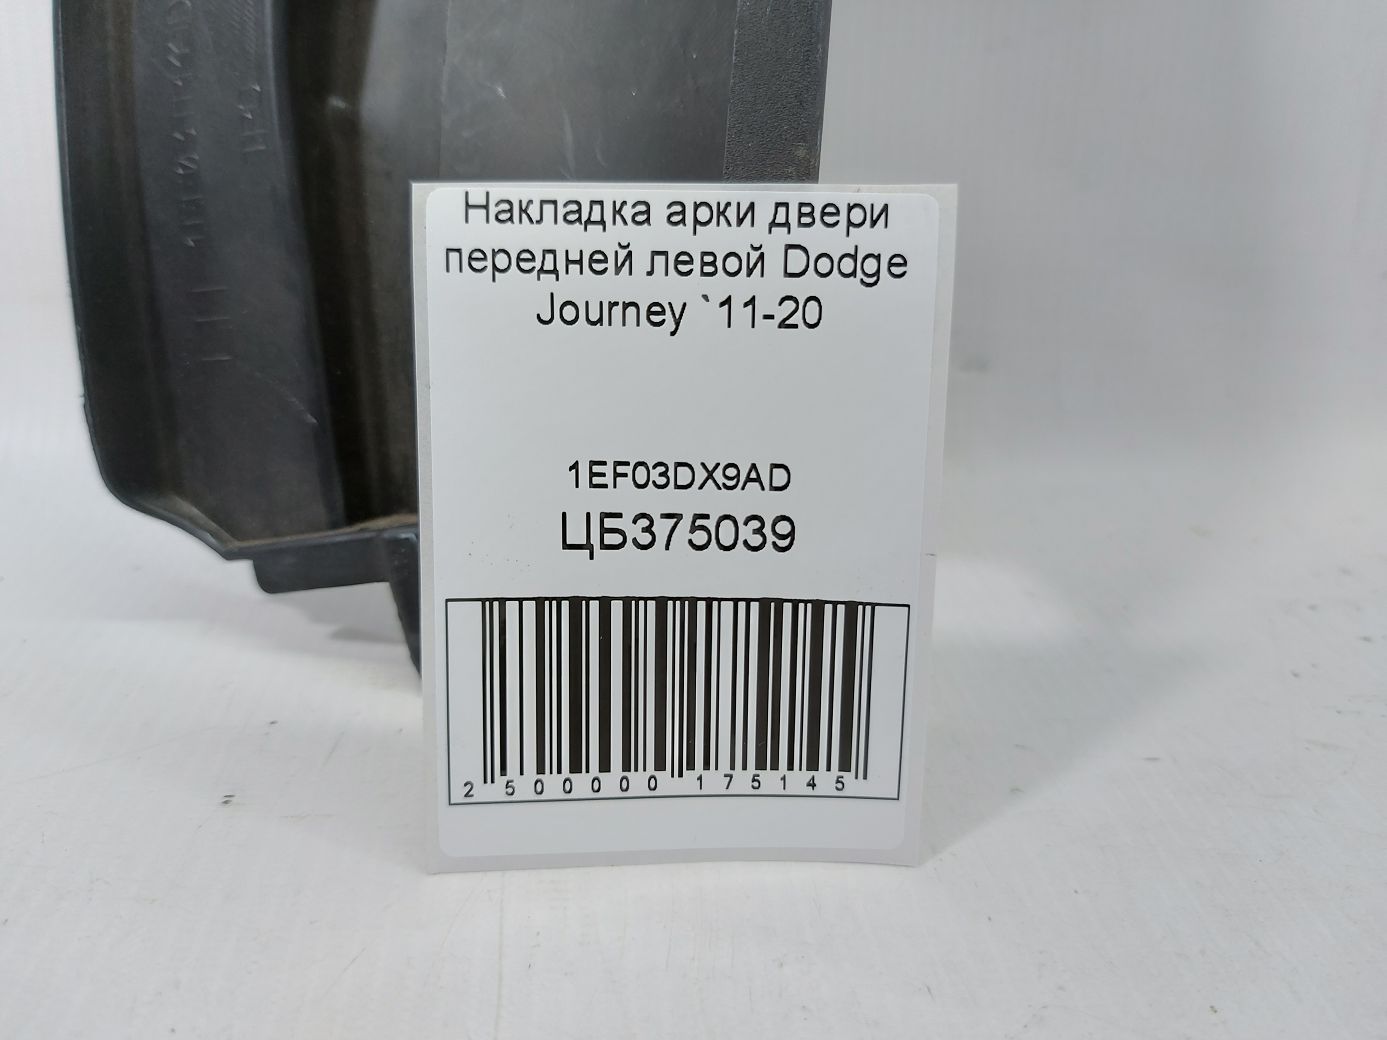 Накладка арки двери
передней левой Dodge
Journey `11-20
1EF03DX9AD
ЦБ375039
2 500000 175145